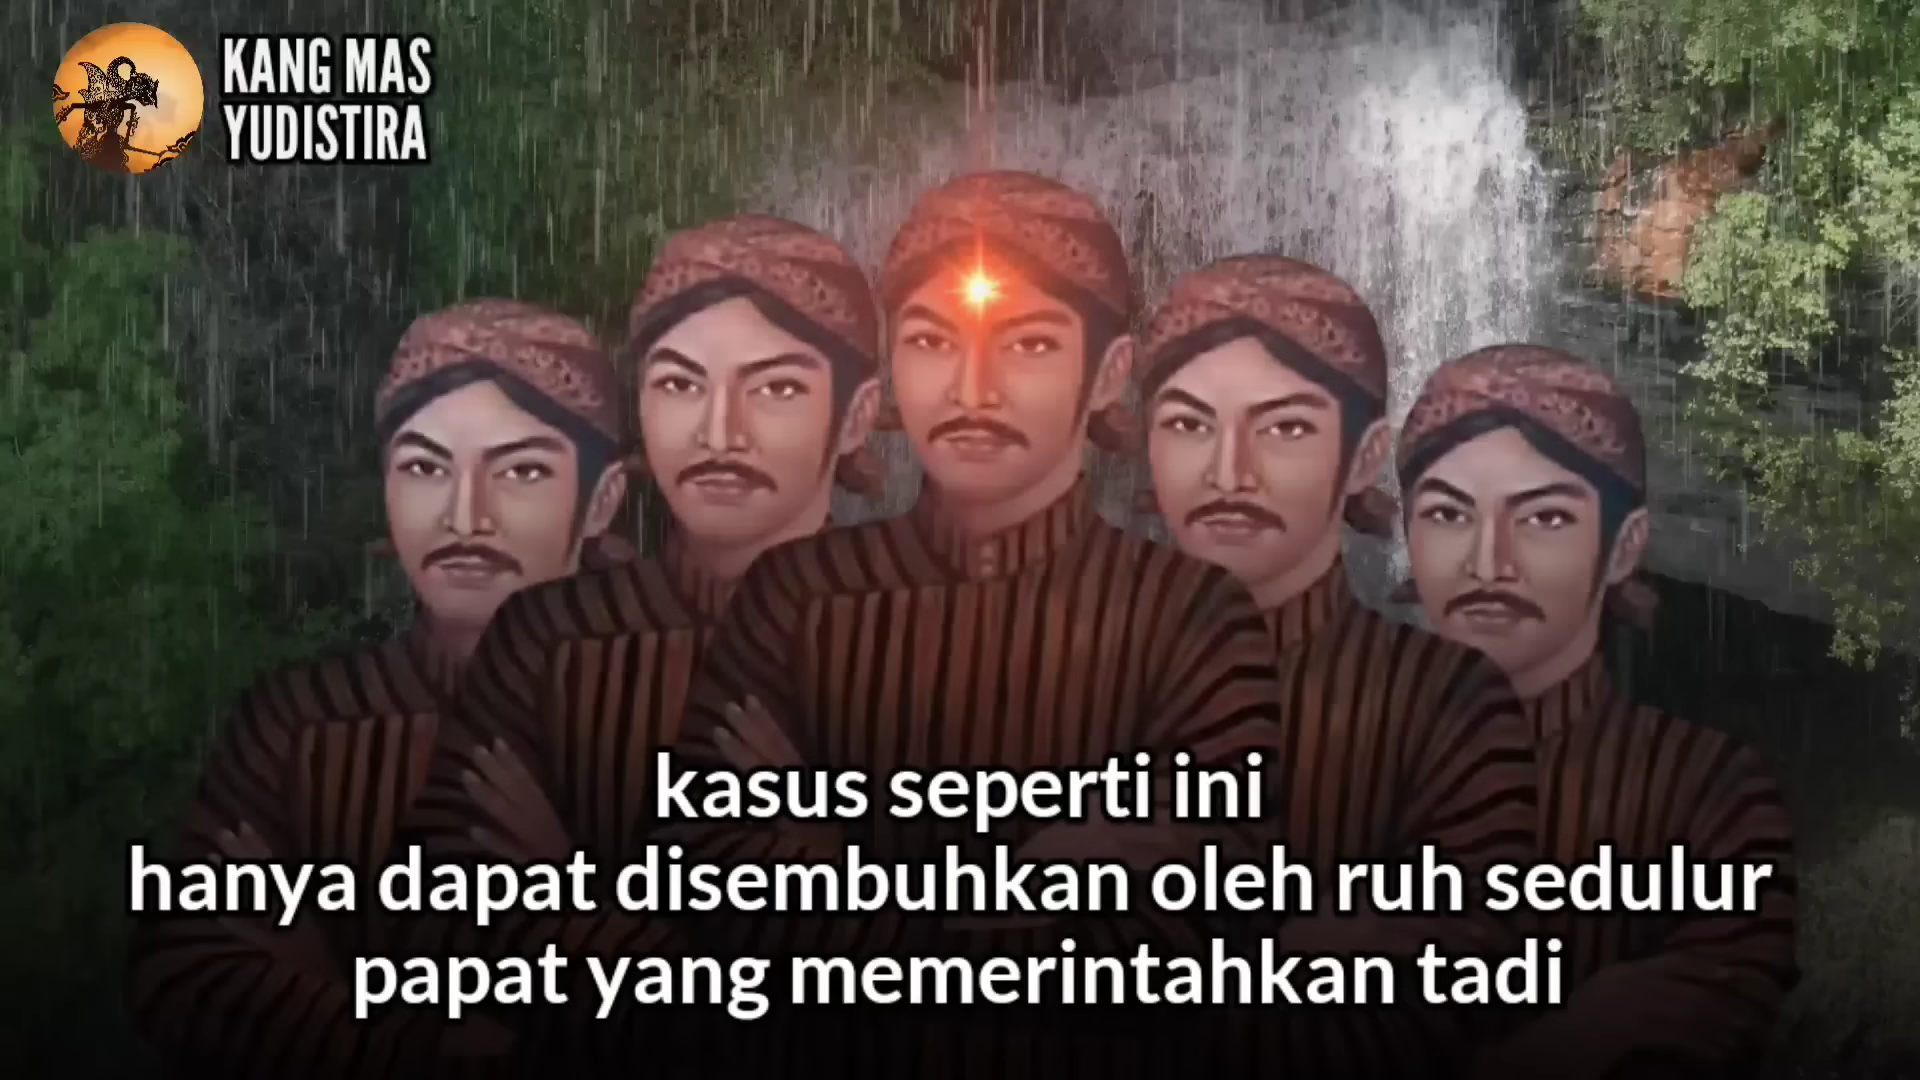 KANG MAS
YUDISTIRA
kasus seperti ini
hanya dapat disembuhkan oleh ruh sedulur
papat yang memerintahkan tadi